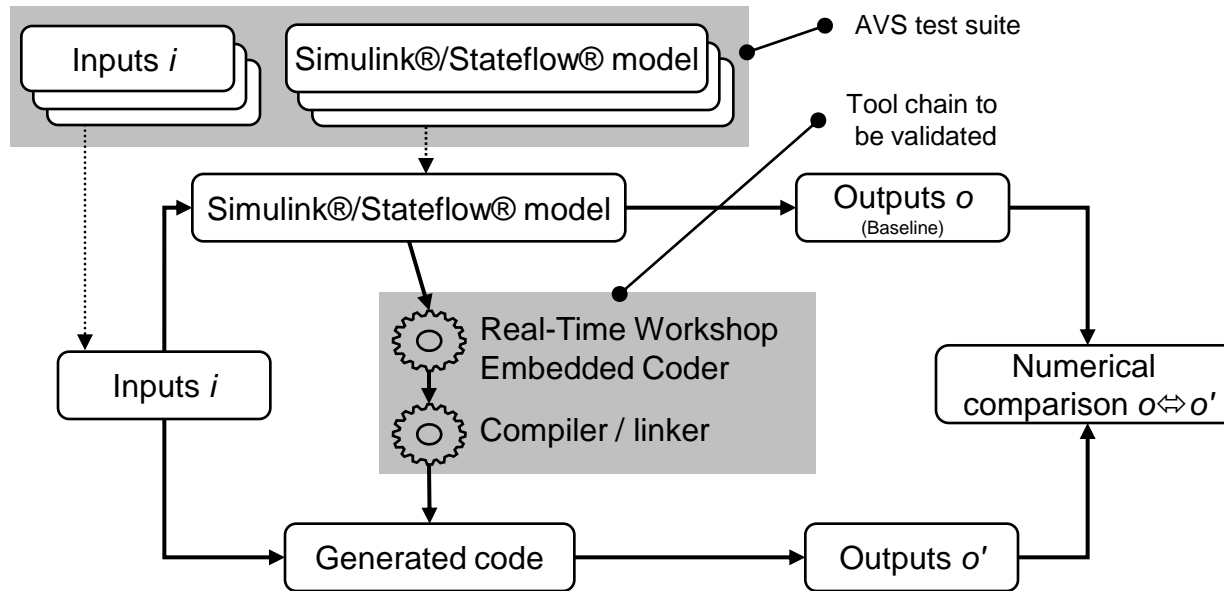 Inputs i
Simulink®/Stateflow® model
AVS test suite
Tool chain to
be validated
Simulink®/Stateflow® model
Outputs o
(Baseline)
Real-Time Workshop
Embedded Coder
Inputs i
Numerical
comparison o⇔o'
Compiler / linker
Generated code
Outputs o'